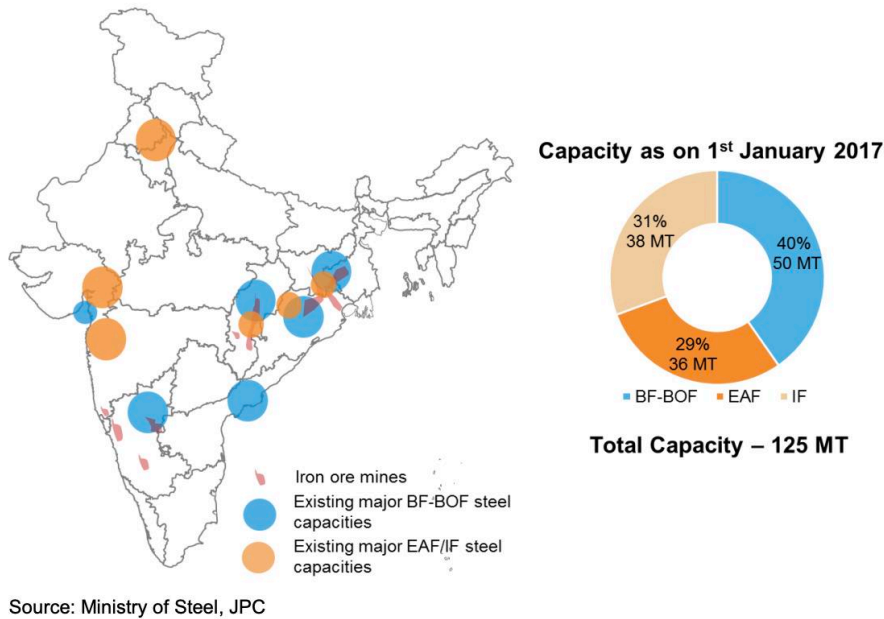 Capacity as on 1st January 2017
31%
38 MT
40%
50 MT
29%
36 MT
BF-BOF EAF IF
Total Capacity – 125 MT
Iron ore mines
Existing major BF-BOF steel
capacities
Existing major EAF/IF steel
capacities
Source: Ministry of Steel, JPC